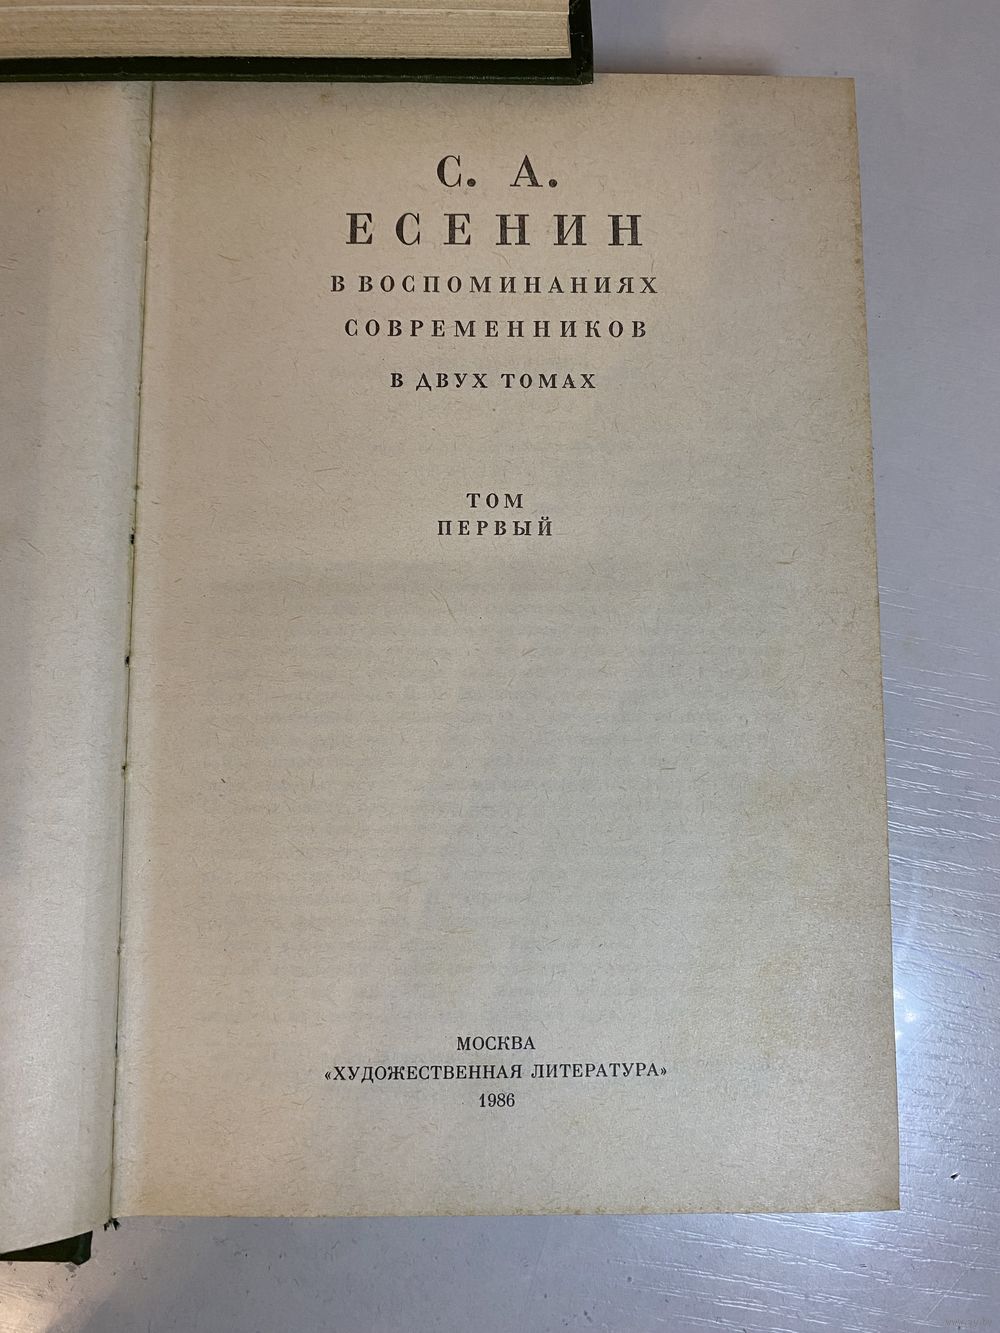 С. А.
ЕСЕНИН
В ВОСПОМИНАНИЯХ
СОВРЕМЕННИКОВ
В ДВУХ ТОМАХ
ТОМ
ПЕРВЫЙ
МОСКВА
«ХУДОЖЕСТВЕННАЯ ЛИТЕРАТУРА»
1986